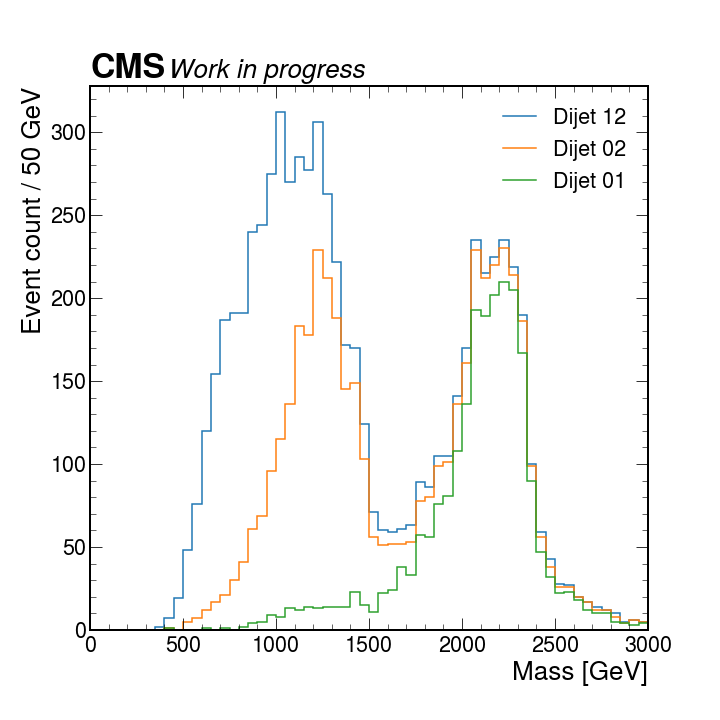 CMS Work in progress
Event count / 50 GeV
300
250
200
150
100
50
0
Dijet 12
Dijet 02
Dijet 01
0 500 1000 1500 2000 2500 3000
Mass [GeV]